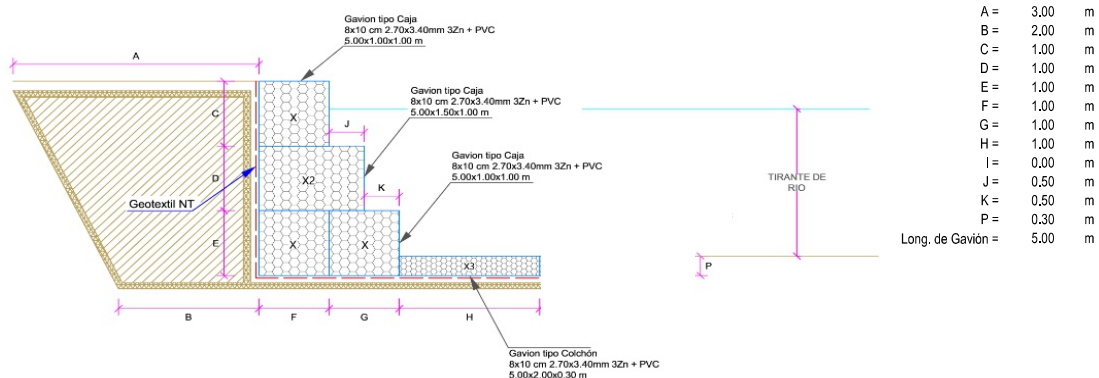 Gavion tipo Caja
8x10 cm 2.70x3.40mm 3Zn + PVC
5.00x1.00x1.00 m
A
Gavion tipo Caja
8x10 cm 2.70x3.40mm 3Zn + PVC
5.00x1.50x1.00 m
C
X
J
Gavion tipo Caja
8x10 cm 2.70x3.40mm 3Zn + PVC
5.00x1.00x1.00 m
D
X2
K
TIRANTE DE
RIO
Geotextil NT
E
X
X
X3
P
B
F
G
H
Gavion tipo Colchón
8x10 cm 2.70x3.40mm 3Zn + PVC
5.00x2.00x0.30 m
A = 3.00 m
B = 2.00 m
C = 1.00 m
D = 1.00 m
E = 1.00 m
F = 1.00 m
G = 1.00 m
H = 1.00 m
I = 0.00 m
J = 0.50 m
K = 0.50 m
P = 0.30 m
Long. de Gavión = 5.00 m